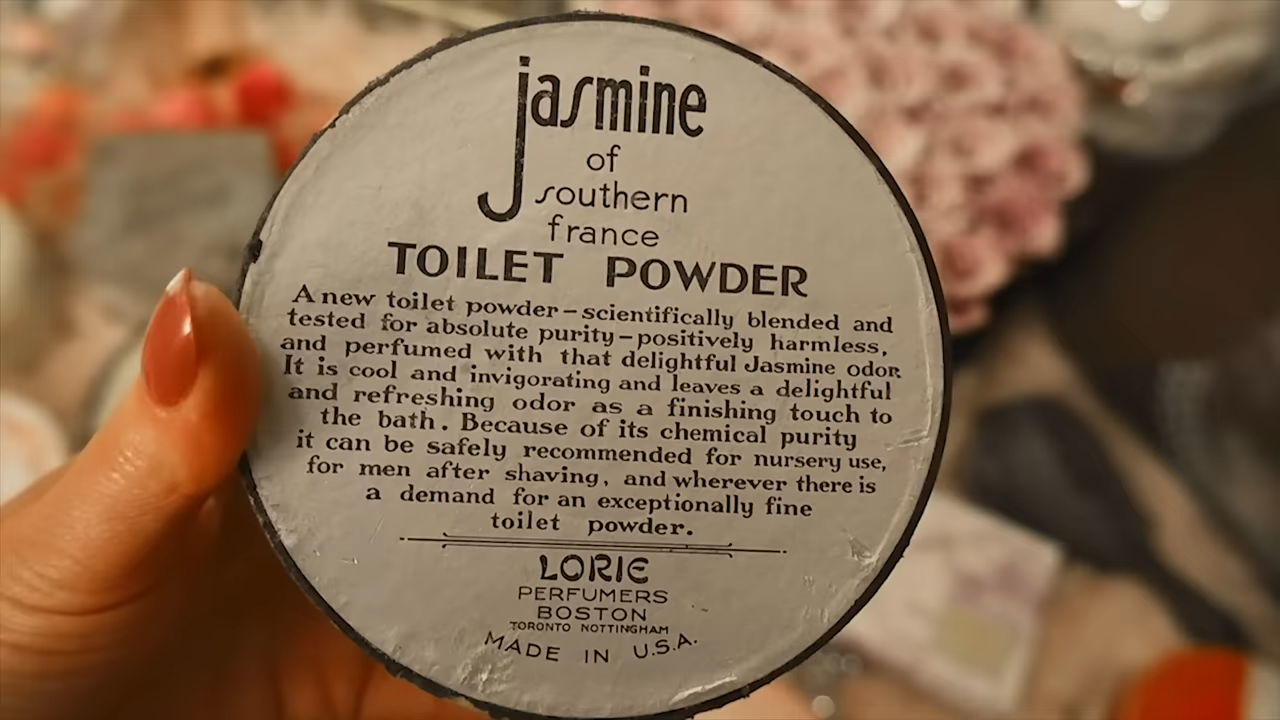 jasmine
of
southern
france
TOILET POWDER
A new toilet powder–scientifically blended and
tested for absolute purity–positively harmless,
and perfumed with that delightful Jasmine odor.
It is cool and invigorating and leaves a delightful
and refreshing odor as a finishing touch to
the bath. Because of its chemical purity
it can be safely recommended for nursery use,
for men after shaving, and wherever there is
a demand for an exceptionally fine
toilet powder.
LORIE
PERFUMERS
BOSTON
TORONTO NOTTINGHAM
MADE IN U.S.A.